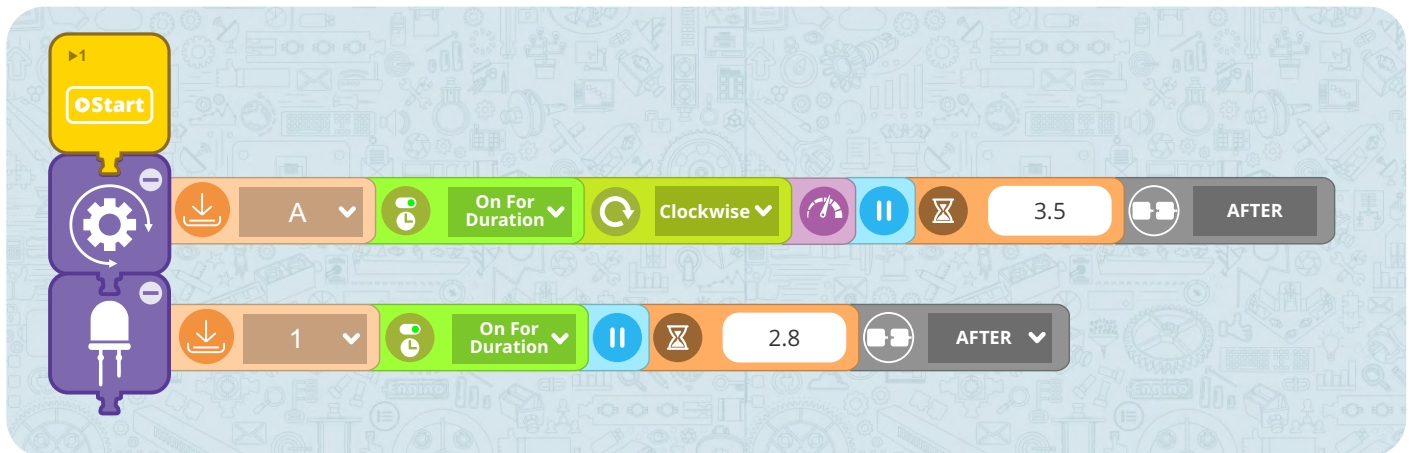 1
Start
A
On For
Duration
Clockwise
3.5
AFTER
1
On For
Duration
2.8
AFTER